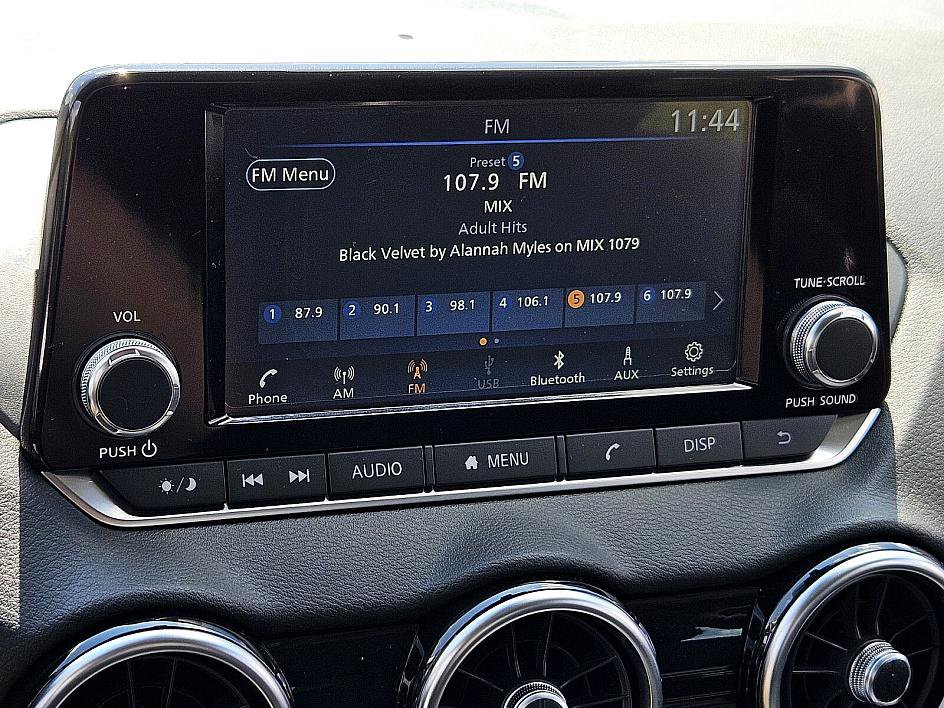 FM
11:44
FM Menu
Preset 5
107.9 FM
MIX
Adult Hits
Black Velvet by Alannah Myles on MIX 1079
1 87.9 2 90.1 3 98.1 4 106.1 5 107.9 6 107.9
Phone AM FM USB Bluetooth AUX Settings
VOL
PUSH
TUNE·SCROLL
PUSH SOUND
AUDIO MENU DISP